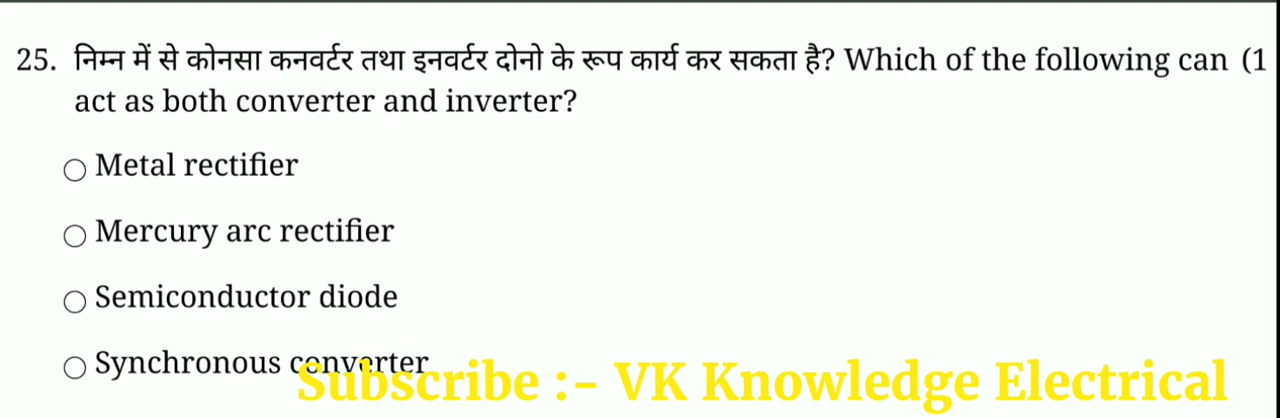 25. निम्न में से कोनसा कनवर्टर तथा इनवर्टर दोनो के रूप कार्य कर सकता है? Which of the following can (1
act as both converter and inverter?
Metal rectifier
Mercury arc rectifier
Semiconductor diode
Synchronous converter
Subscribe :- VK Knowledge Electrical